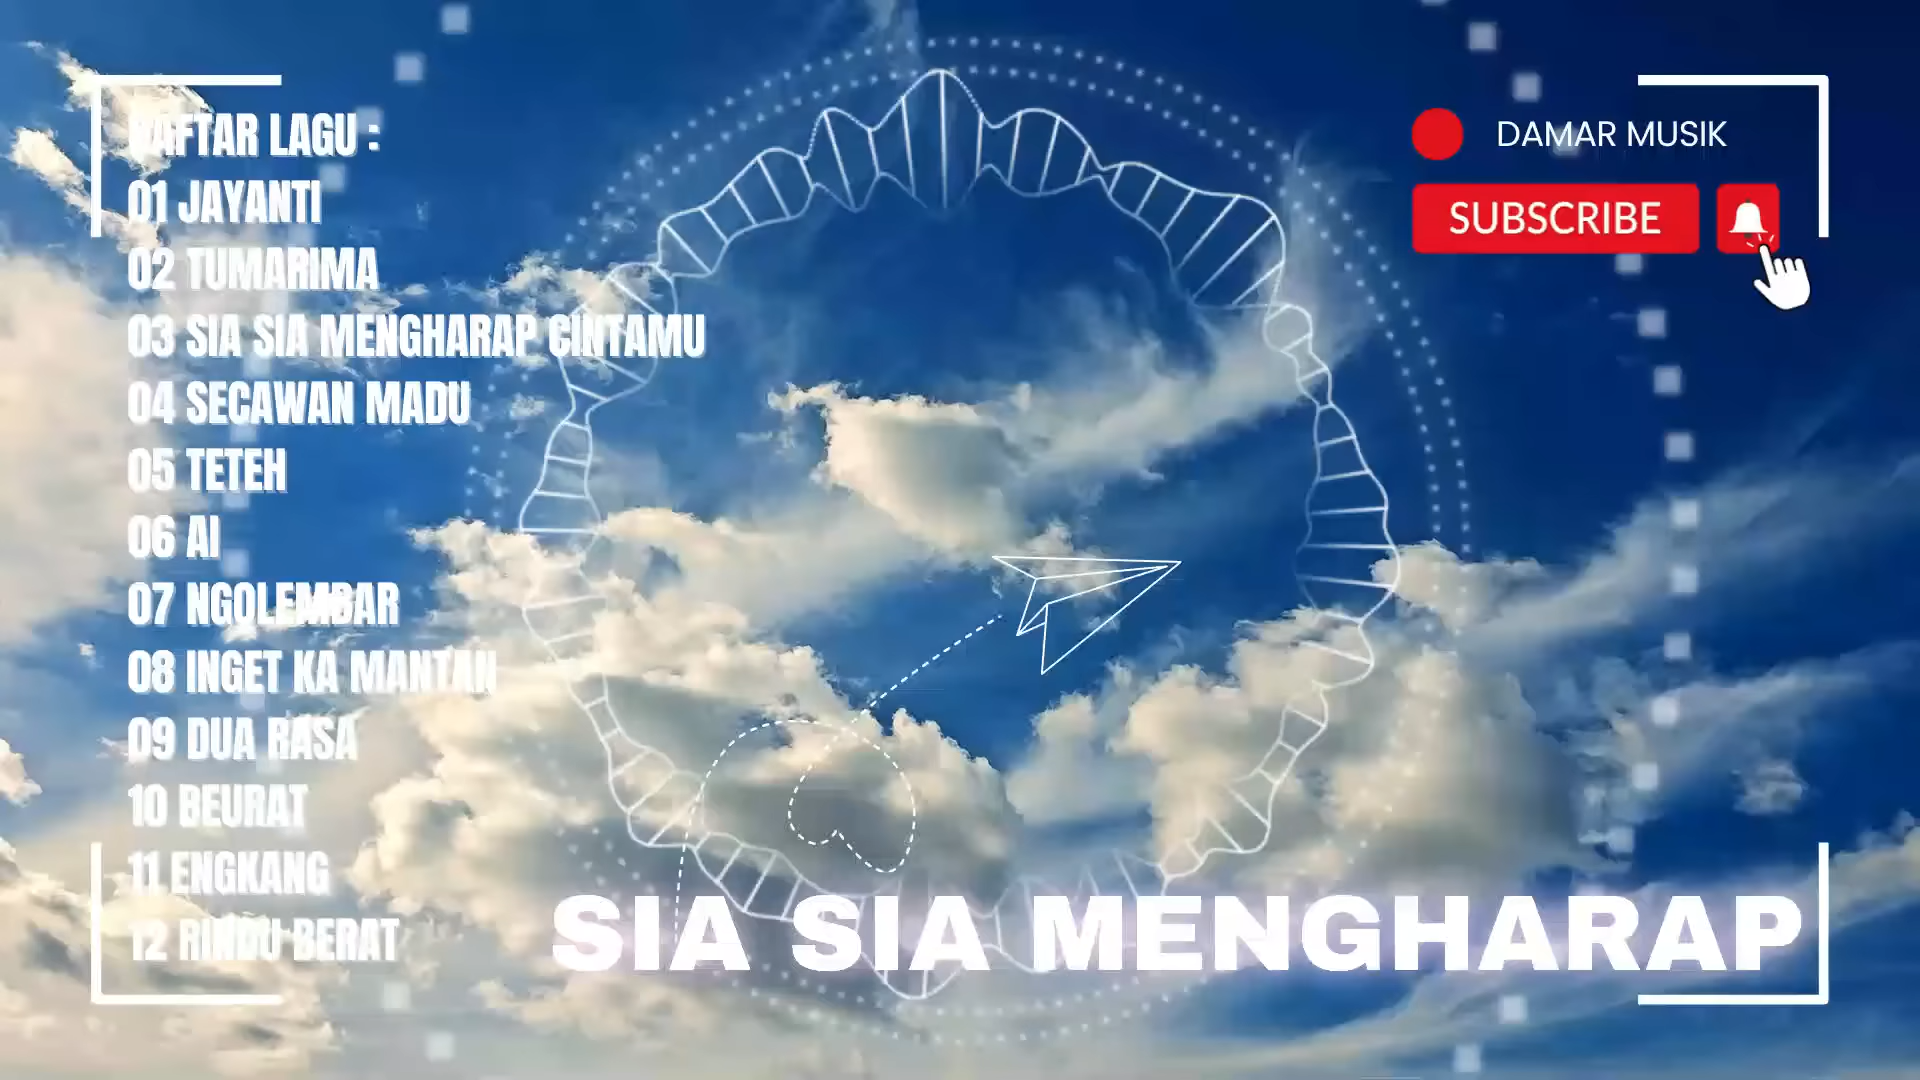 DAFTAR LAGU :
01 JAYANTI
02 TUMARIMA
03 SIA SIA MENGHARAP CINTAMU
04 SECAWAN MADU
05 TETEH
06 AI
07 NGOLEMBAR
08 INGET KA MANTAN
09 DUA RASA
10 BEURAT
11 ENGKANG
12 RINDU BERAT
DAMAR MUSIK
SUBSCRIBE
SIA SIA MENGHARAP